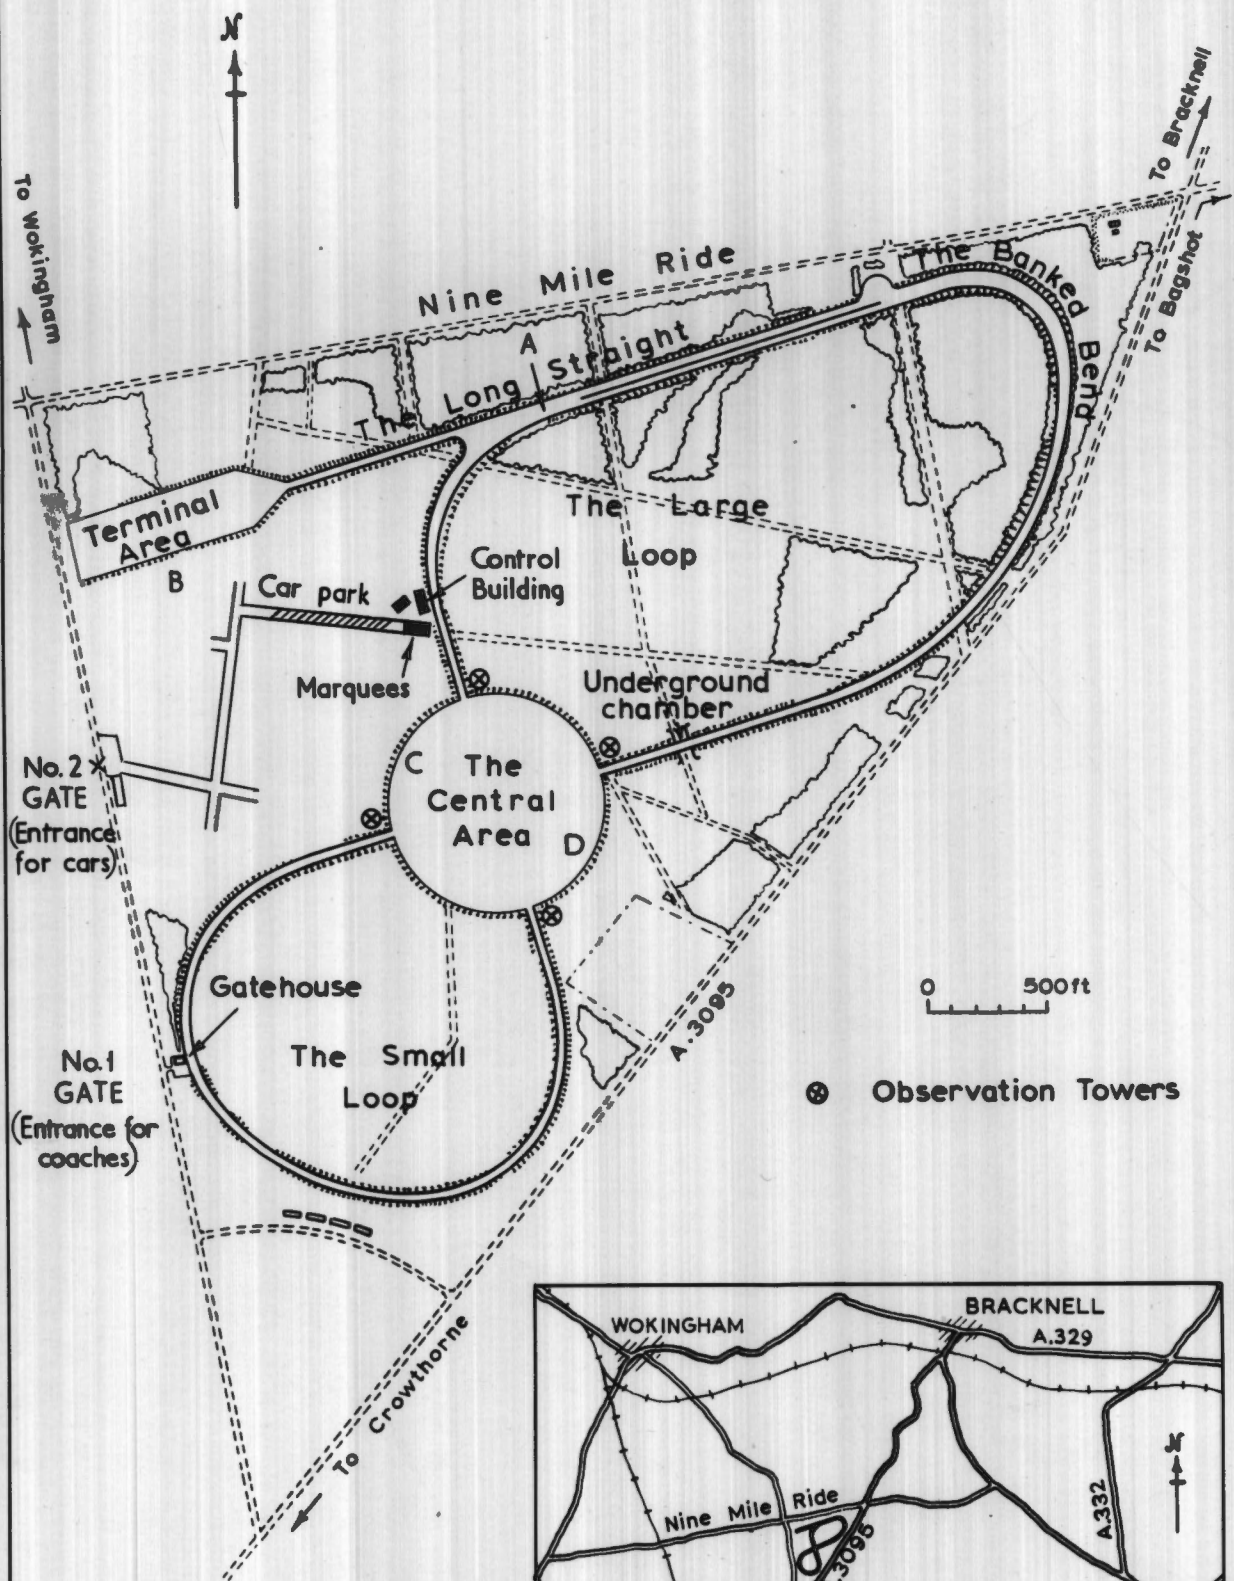 N
To Bracknell
To Wokingham
To Bagshot
Nine Mile Ride
The Banked Bend
A
The Long Straight
Terminal
Area
B
The Large
Loop
Control
Building
Car park
Marquees
Underground
chamber
No.2
GATE
(Entrance
for cars)
C
The
Central
Area
D
Gatehouse
0 500ft
A.3095
No.1
GATE
(Entrance for
coaches)
The Small
Loop
Observation Towers
To Crowthorne
WOKINGHAM
BRACKNELL
A.329
N
Nine Mile Ride
A.332
.3095